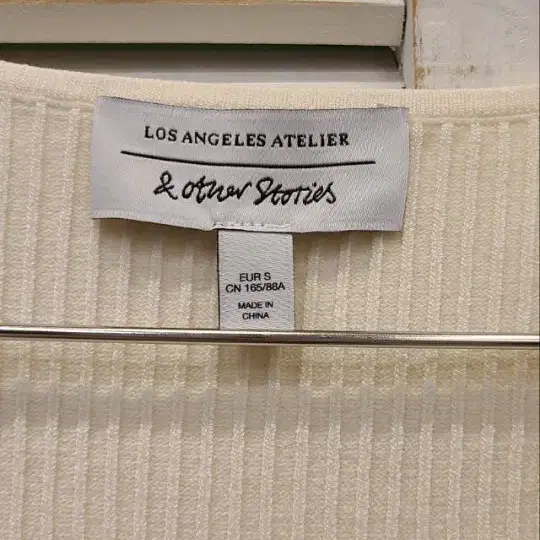 LOS ANGELES ATELIER
& other Stories
EUR S
CN 165/88A
MADE IN
CHINA